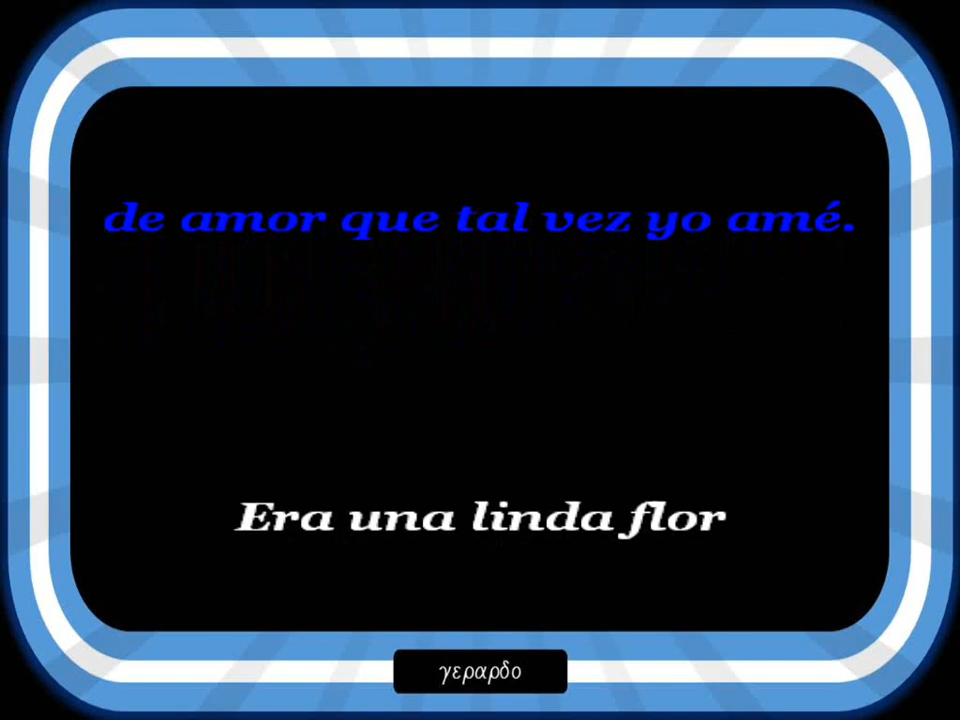 de amor que tal vez yo amé.
Era una linda flor
γεραρδο